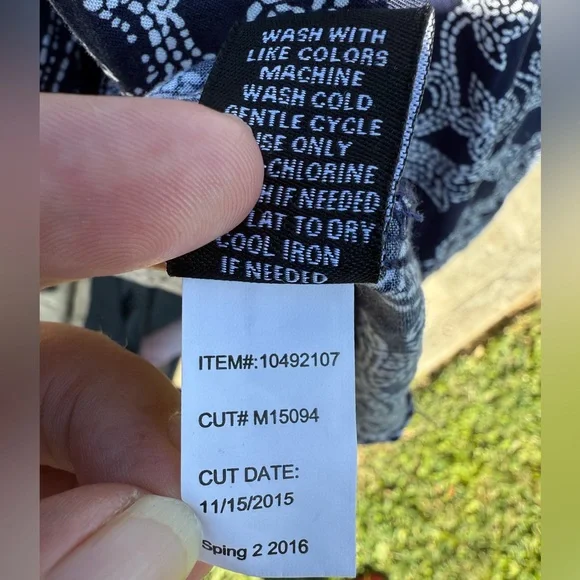 WASH WITH
LIKE COLORS
MACHINE
WASH COLD
GENTLE CYCLE
ONLY
CHLORINE
IF NEEDED
TO DRY
COOL IRON
IF NEEDED
ITEM#:10492107
CUT# M15094
CUT DATE:
11/15/2015
Sping 2 2016